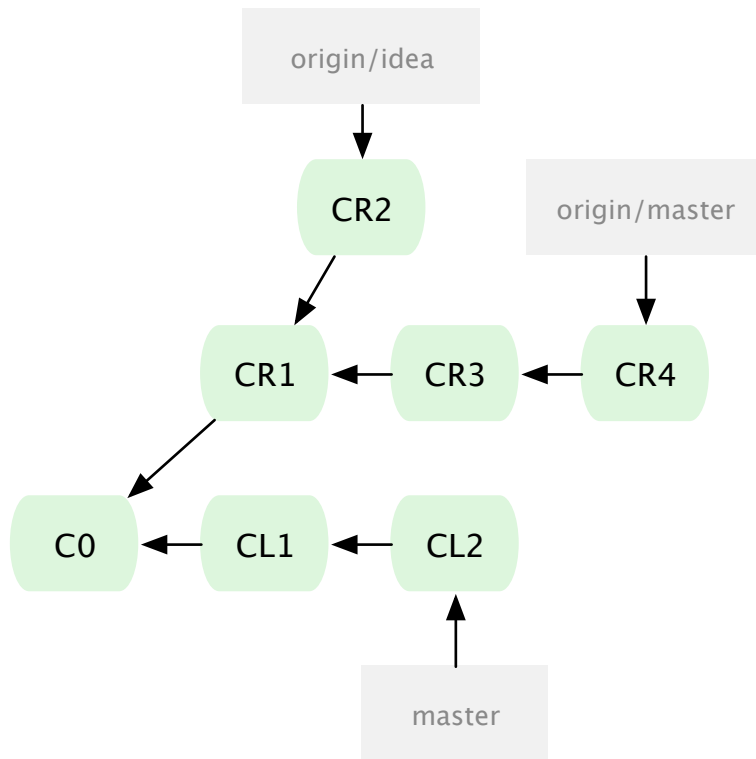 origin/idea
CR2
origin/master
CR1
CR3
CR4
C0
CL1
CL2
master